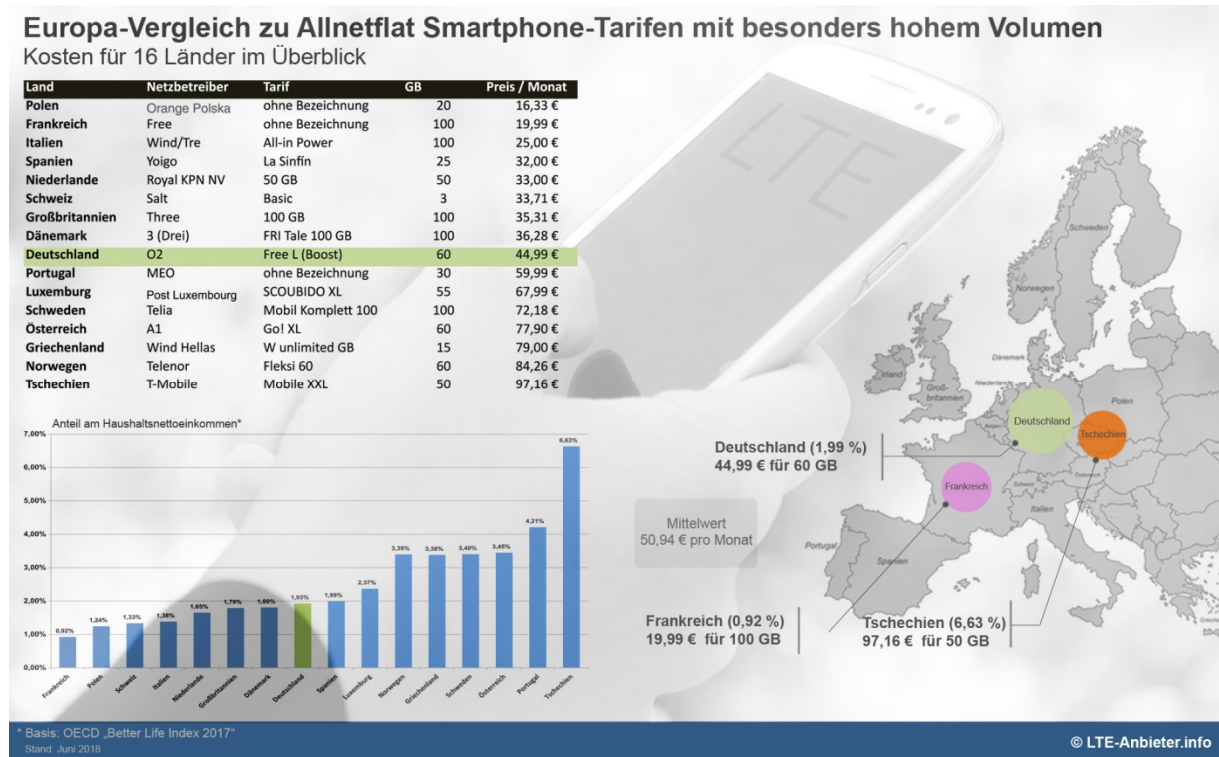 Europa-Vergleich zu Allnetflat Smartphone-Tarifen mit besonders hohem Volumen
Kosten für 16 Länder im Überblick
Land Netzbetreiber Tarif GB Preis / Monat
Polen Orange Polska ohne Bezeichnung 20 16,33 €
Frankreich Free ohne Bezeichnung 100 19,99 €
Italien Wind/Tre All-in Power 100 25,00 €
Spanien Yoigo La Sinfín 25 32,00 €
Niederlande Royal KPN NV 50 GB 50 33,00 €
Schweiz Salt Basic 3 33,71 €
Großbritannien Three 100 GB 100 35,31 €
Dänemark 3 (Drei) FRI Tale 100 GB 100 36,28 €
Deutschland O2 Free L (Boost) 60 44,99 €
Portugal MEO ohne Bezeichnung 30 59,99 €
Luxemburg Post Luxembourg SCOUBIDO XL 55 67,99 €
Schweden Telia Mobil Komplett 100 100 72,18 €
Österreich A1 Go! XL 60 77,90 €
Griechenland Wind Hellas W unlimited GB 15 79,00 €
Norwegen Telenor Fleksi 60 60 84,26 €
Tschechien T-Mobile Mobile XXL 50 97,16 €
LTE
Anteil am Haushaltsnettoeinkommen*
7,00%
6,00%
5,00%
4,00%
3,00%
2,00%
1,00%
0,00%
0,92% 1,24% 1,33% 1,38% 1,65% 1,79% 1,80% 1,93% 1,99% 2,37% 3,39% 3,38% 3,40% 3,45% 4,21% 6,63%
Frankreich Polen Schweiz Italien Niederlande Großbritannien Dänemark Deutschland Spanien Luxemburg Norwegen Griechenland Schweden Österreich Portugal Tschechien
Schweden
Norwegen
Dänemark
Irland
Groß-
britannien
Niederlande
Polen
Deutschland
Belgien
Tschechien
Frankreich
Schweiz
Österreich
Italien
Portugal
Spanien
Deutschland (1,99 %)
44,99 € für 60 GB
Mittelwert
50,94 € pro Monat
Frankreich (0,92 %)
19,99 € für 100 GB
Tschechien (6,63 %)
97,16 € für 50 GB
* Basis: OECD „Better Life Index 2017“
Stand: Juni 2018
© LTE-Anbieter.info